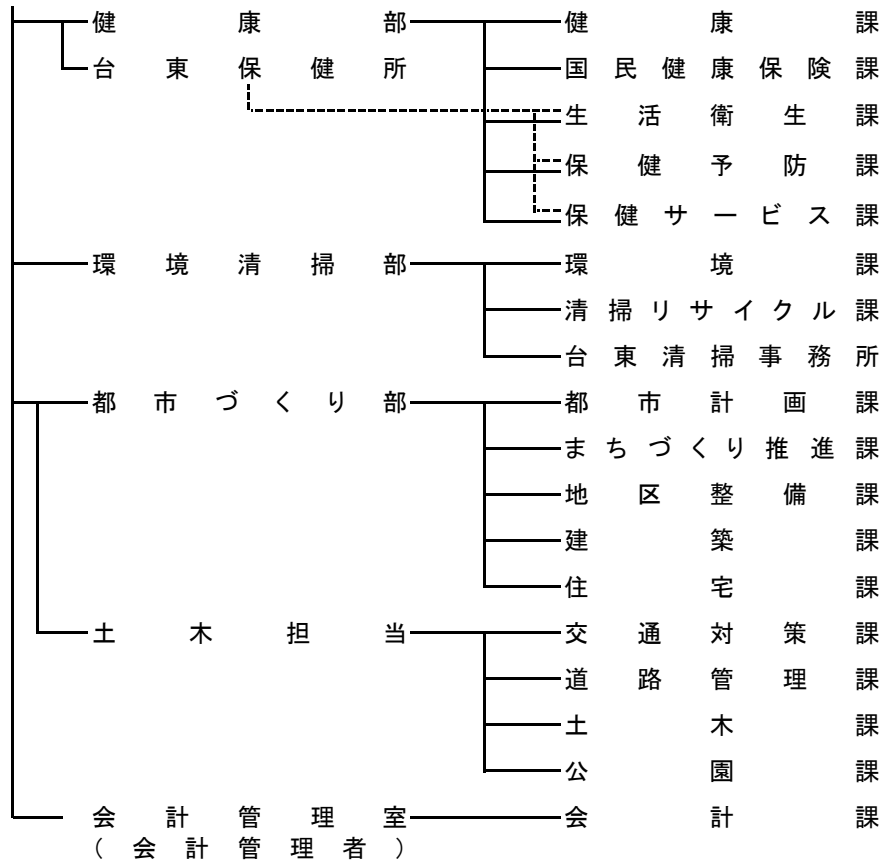 健康部 健康課
台東保健所 国民健康保険課
生活衛生課
保健予防課
保健サービス課
環境清掃部 環境課
清掃リサイクル課
台東清掃事務所
都市づくり部 都市計画課
まちづくり推進課
地区整備課
建築課
住宅課
土木担当 交通対策課
道路管理課
土木課
公園課
会計管理室 会計課
(会計管理者)